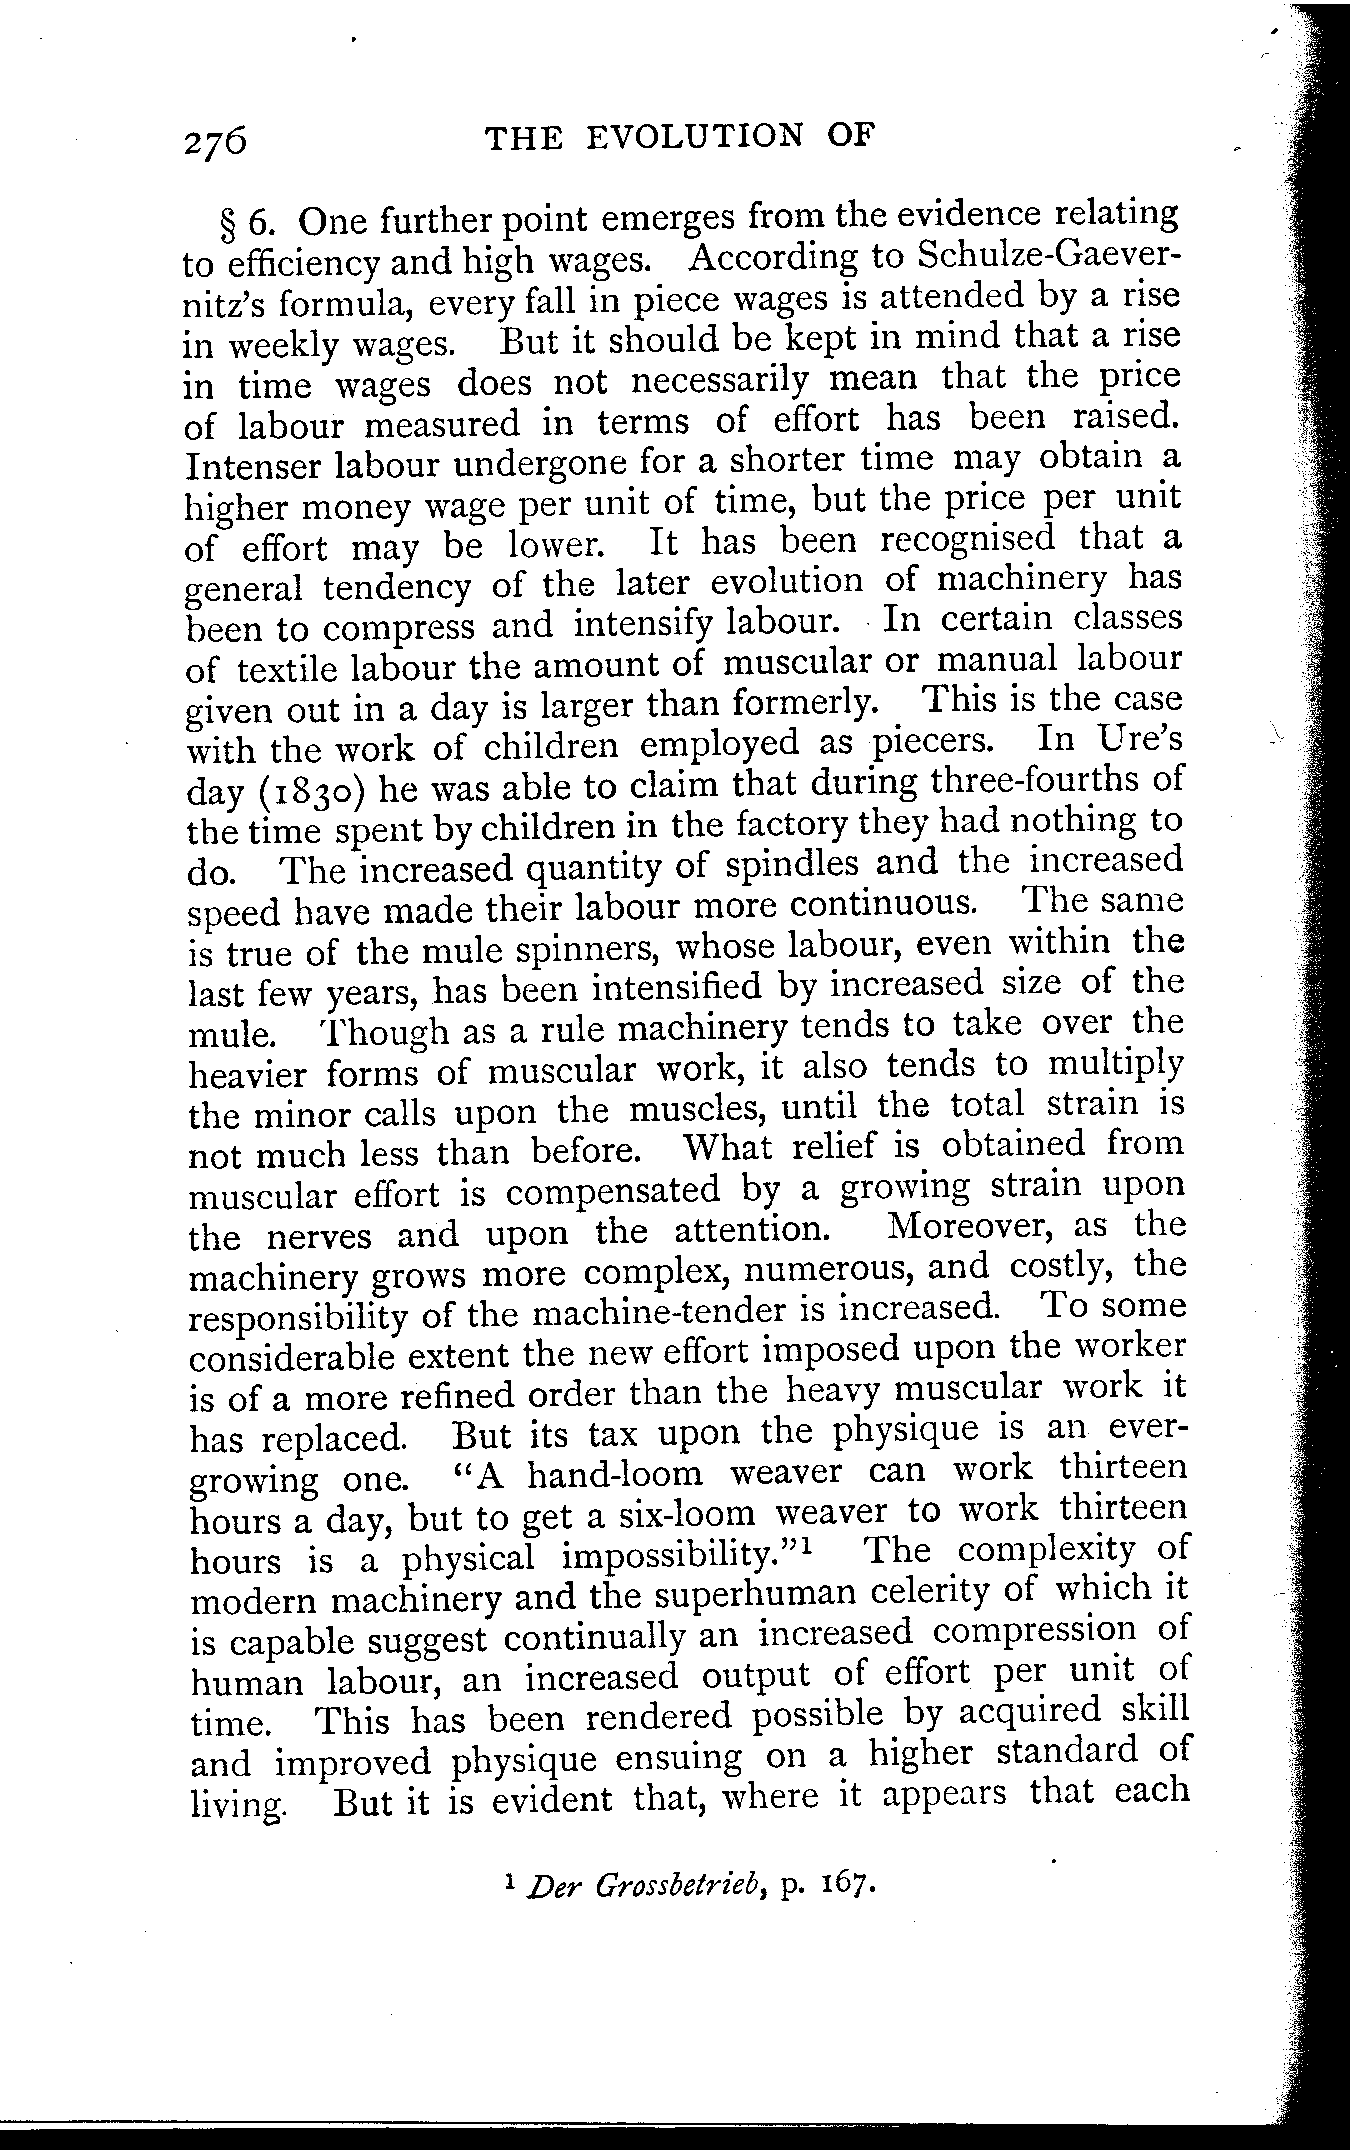 276 THE EVOLUTION OF
§ 6. One further point emerges from the evidence relating
to efficiency and high wages. According to Schulze-Gaever-
nitz's formula, every fall in piece wages is attended by a rise
in weekly wages. But it should be kept in mind that a rise
in time wages does not necessarily mean that the price
of labour measured in terms of effort has been raised.
Intenser labour undergone for a shorter time may obtain a
higher money wage per unit of time, but the price per unit
of effort may be lower. It has been recognised that a
general tendency of the later evolution of machinery has
been to compress and intensify labour. In certain classes
of textile labour the amount of muscular or manual labour
given out in a day is larger than formerly. This is the case
with the work of children employed as piecers. In Ure's
day (1830) he was able to claim that during three-fourths of
the time spent by children in the factory they had nothing to
do. The increased quantity of spindles and the increased
speed have made their labour more continuous. The same
is true of the mule spinners, whose labour, even within the
last few years, has been intensified by increased size of the
mule. Though as a rule machinery tends to take over the
heavier forms of muscular work, it also tends to multiply
the minor calls upon the muscles, until the total strain is
not much less than before. What relief is obtained from
muscular effort is compensated by a growing strain upon
the nerves and upon the attention. Moreover, as the
machinery grows more complex, numerous, and costly, the
responsibility of the machine-tender is increased. To some
considerable extent the new effort imposed upon the worker
is of a more refined order than the heavy muscular work it
has replaced. But its tax upon the physique is an ever-
growing one. "A hand-loom weaver can work thirteen
hours a day, but to get a six-loom weaver to work thirteen
hours is a physical impossibility."¹ The complexity of
modern machinery and the superhuman celerity of which it
is capable suggest continually an increased compression of
human labour, an increased output of effort per unit of
time. This has been rendered possible by acquired skill
and improved physique ensuing on a higher standard of
living. But it is evident that, where it appears that each
¹ Der Grossbetrieb, p. 167.